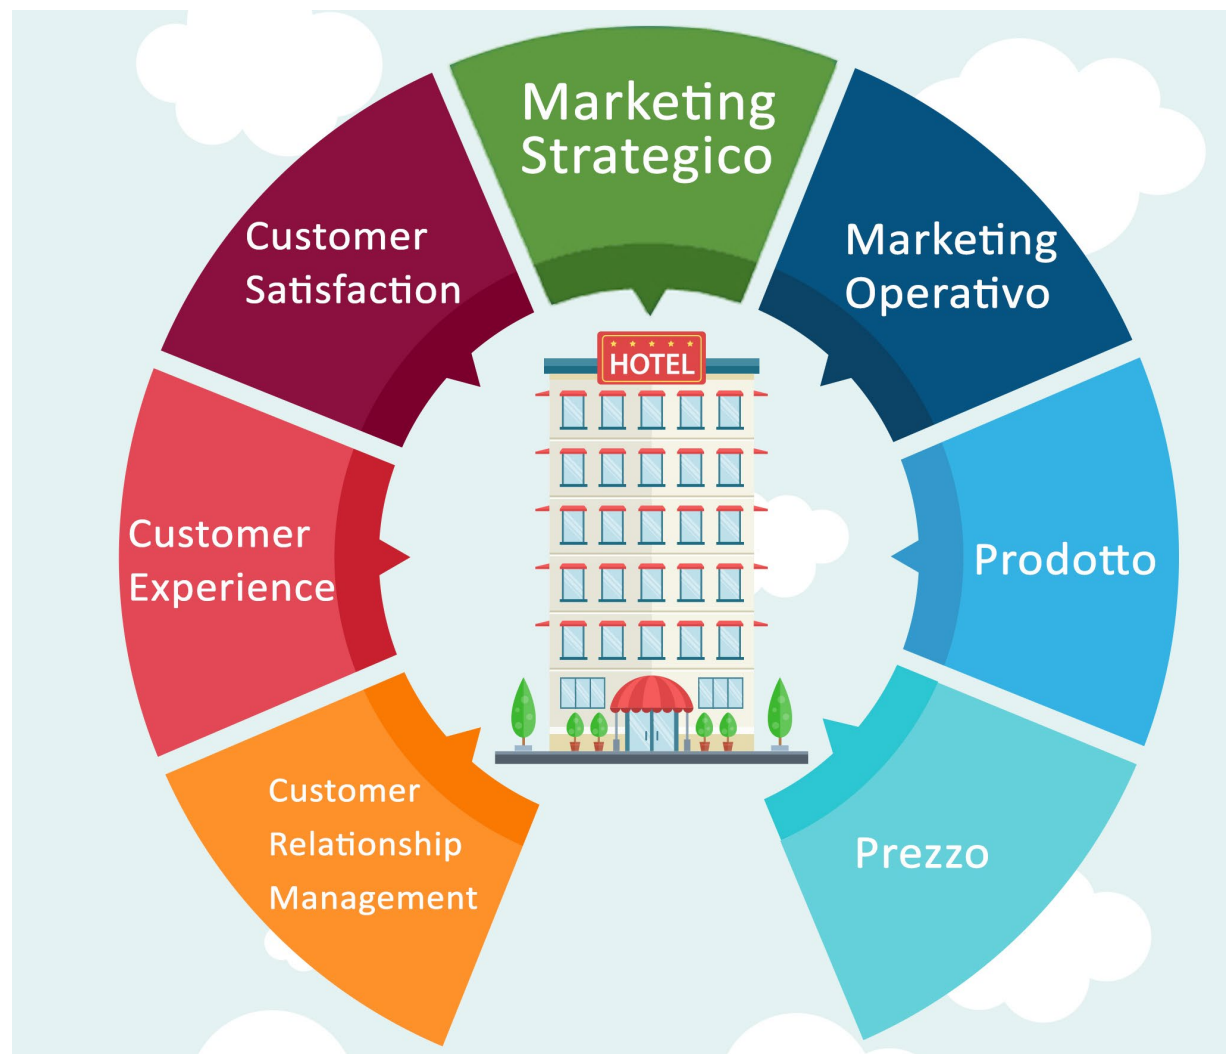 Marketing
Strategico
Customer
Satisfaction
Marketing
Operativo
HOTEL
Customer
Experience
Prodotto
Customer
Relationship
Management
Prezzo